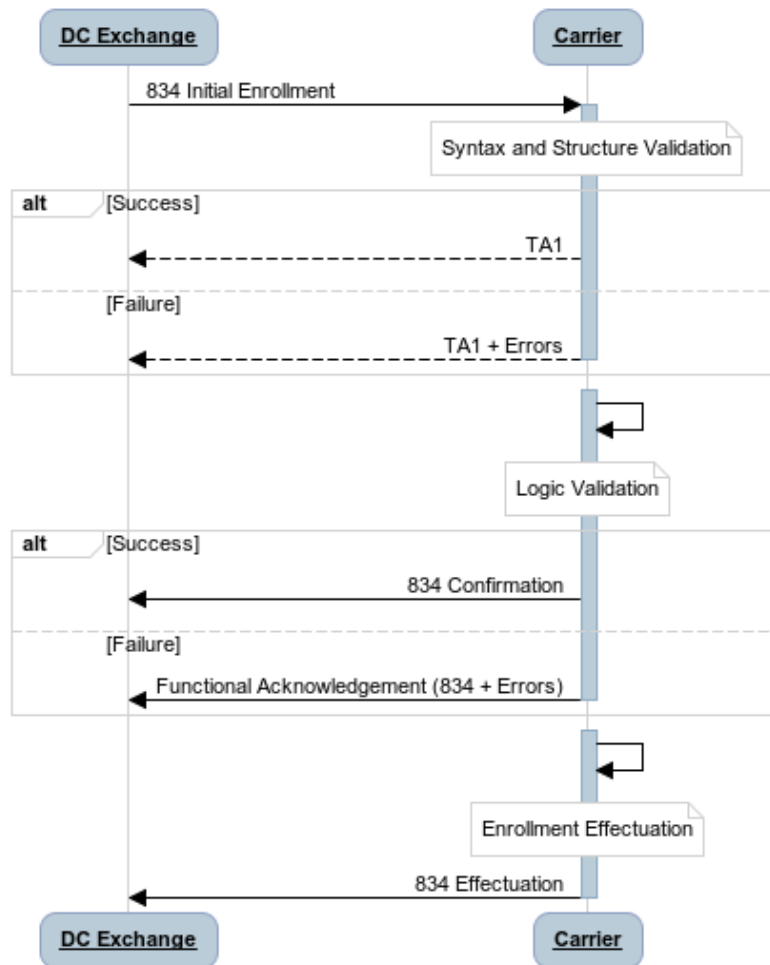 DC Exchange
Carrier
834 Initial Enrollment
Syntax and Structure Validation
alt
[Success]
TA1
[Failure]
TA1 + Errors
Logic Validation
alt
[Success]
834 Confirmation
[Failure]
Functional Acknowledgement (834 + Errors)
Enrollment Effectuation
834 Effectuation
DC Exchange
Carrier